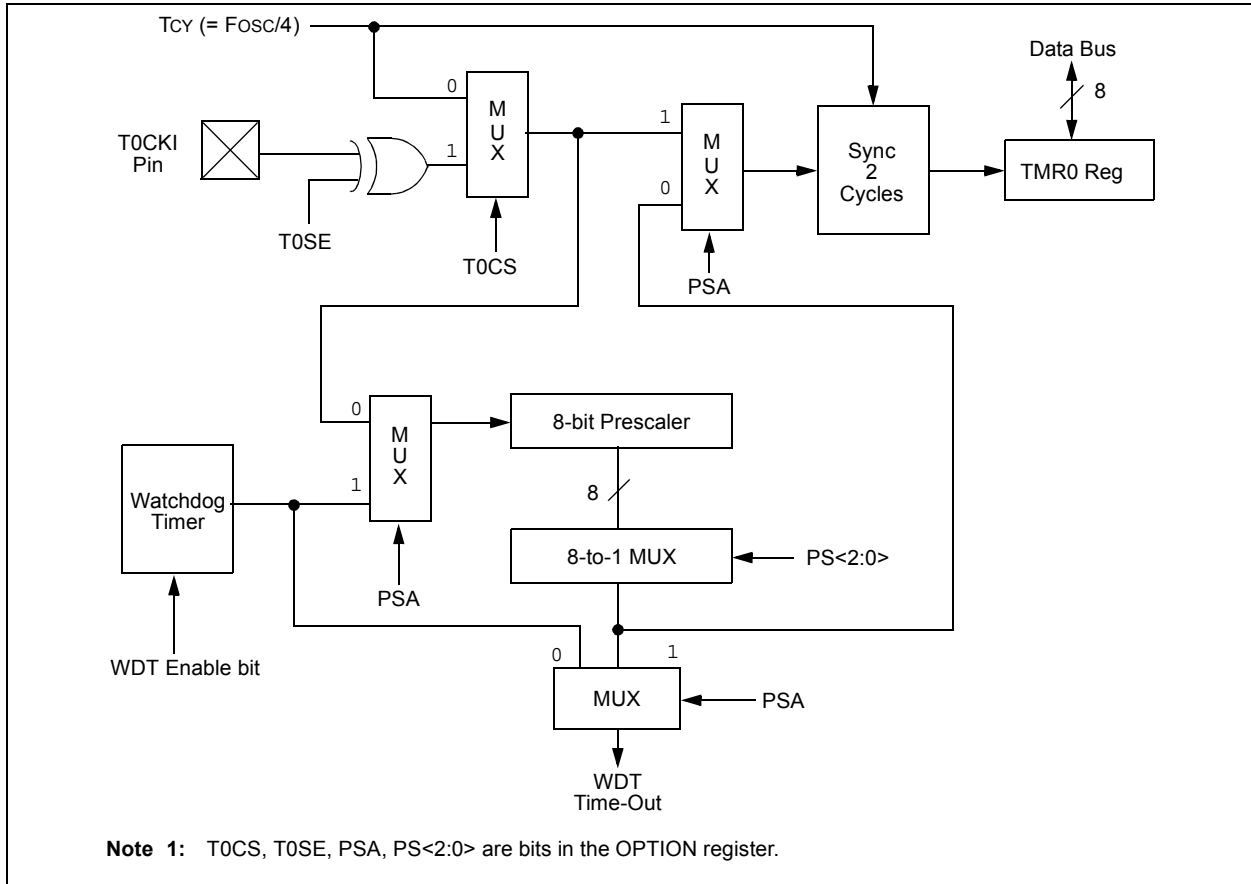 TCY (= FOSC/4)
Data Bus
8
0
M
U
X
1
T0CKI
Pin
T0SE
T0CS
1
M
U
X
0
PSA
Sync
2
Cycles
TMR0 Reg
0
M
U
X
1
8-bit Prescaler
Watchdog
Timer
8
8-to-1 MUX
PS<2:0>
PSA
WDT Enable bit
0
1
MUX
PSA
WDT
Time-Out
Note 1: T0CS, T0SE, PSA, PS<2:0> are bits in the OPTION register.